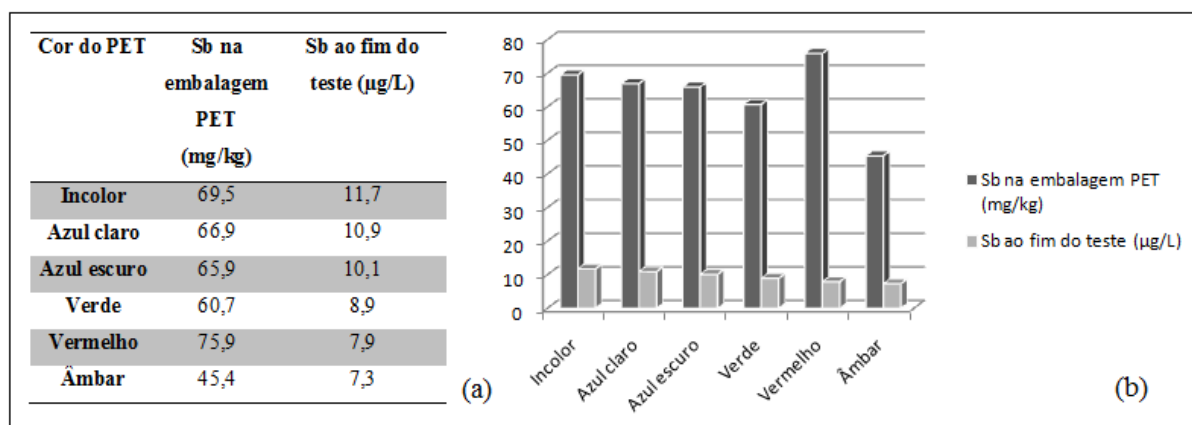 Cor do PET Sb na Sb ao fim do
embalagem teste (µg/L)
PET
(mg/kg)
Incolor 69,5 11,7
Azul claro 66,9 10,9
Azul escuro 65,9 10,1
Verde 60,7 8,9
Vermelho 75,9 7,9
Âmbar 45,4 7,3
(a)
80
70
60
50
40
30
20
10
0
Incolor
Azul claro
Azul escuro
Verde
Vermelho
Âmbar
Sb na embalagem PET
(mg/kg)
Sb ao fim do teste (µg/L)
(b)